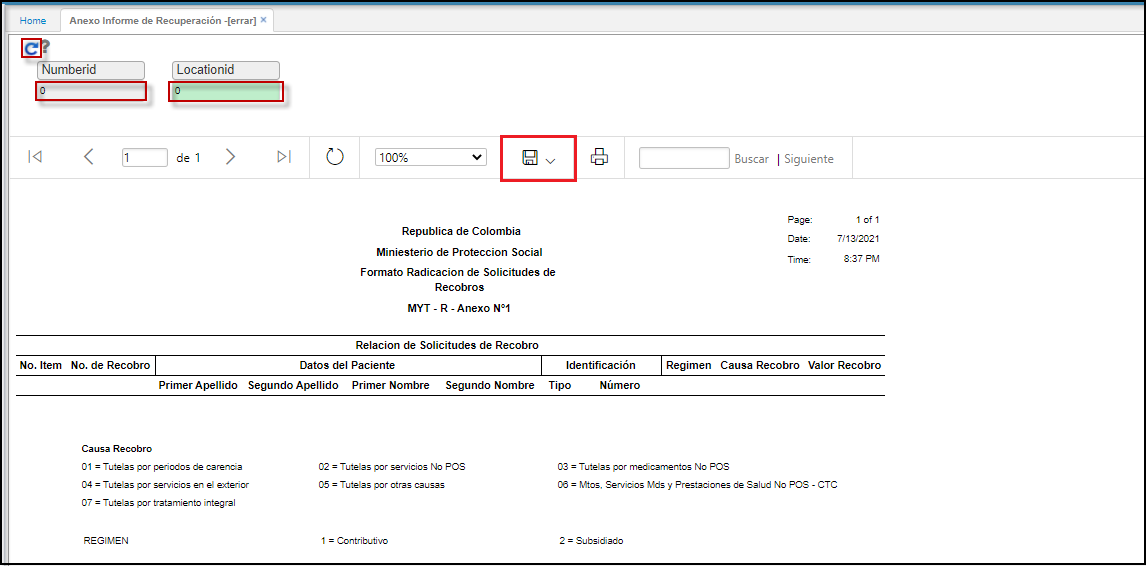 Home Anexo Informe de Recuperación -[errar] ×
?
Numberid Locationid
0 0
1 de 1 100% Buscar | Siguiente
Page: 1 of 1
Republica de Colombia
Date: 7/13/2021
Miniesterio de Proteccion Social
Time: 8:37 PM
Formato Radicacion de Solicitudes de
Recobros
MYT - R - Anexo Nº1
Relacion de Solicitudes de Recobro
No. Item No. de Recobro Datos del Paciente Identificación Regimen Causa Recobro Valor Recobro
Primer Apellido Segundo Apellido Primer Nombre Segundo Nombre Tipo Número
Causa Recobro
01 = Tutelas por periodos de carencia 02 = Tutelas por servicios No POS 03 = Tutelas por medicamentos No POS
04 = Tutelas por servicios en el exterior 05 = Tutelas por otras causas 06 = Mtos, Servicios Mds y Prestaciones de Salud No POS - CTC
07 = Tutelas por tratamiento integral
REGIMEN 1 = Contributivo 2 = Subsidiado